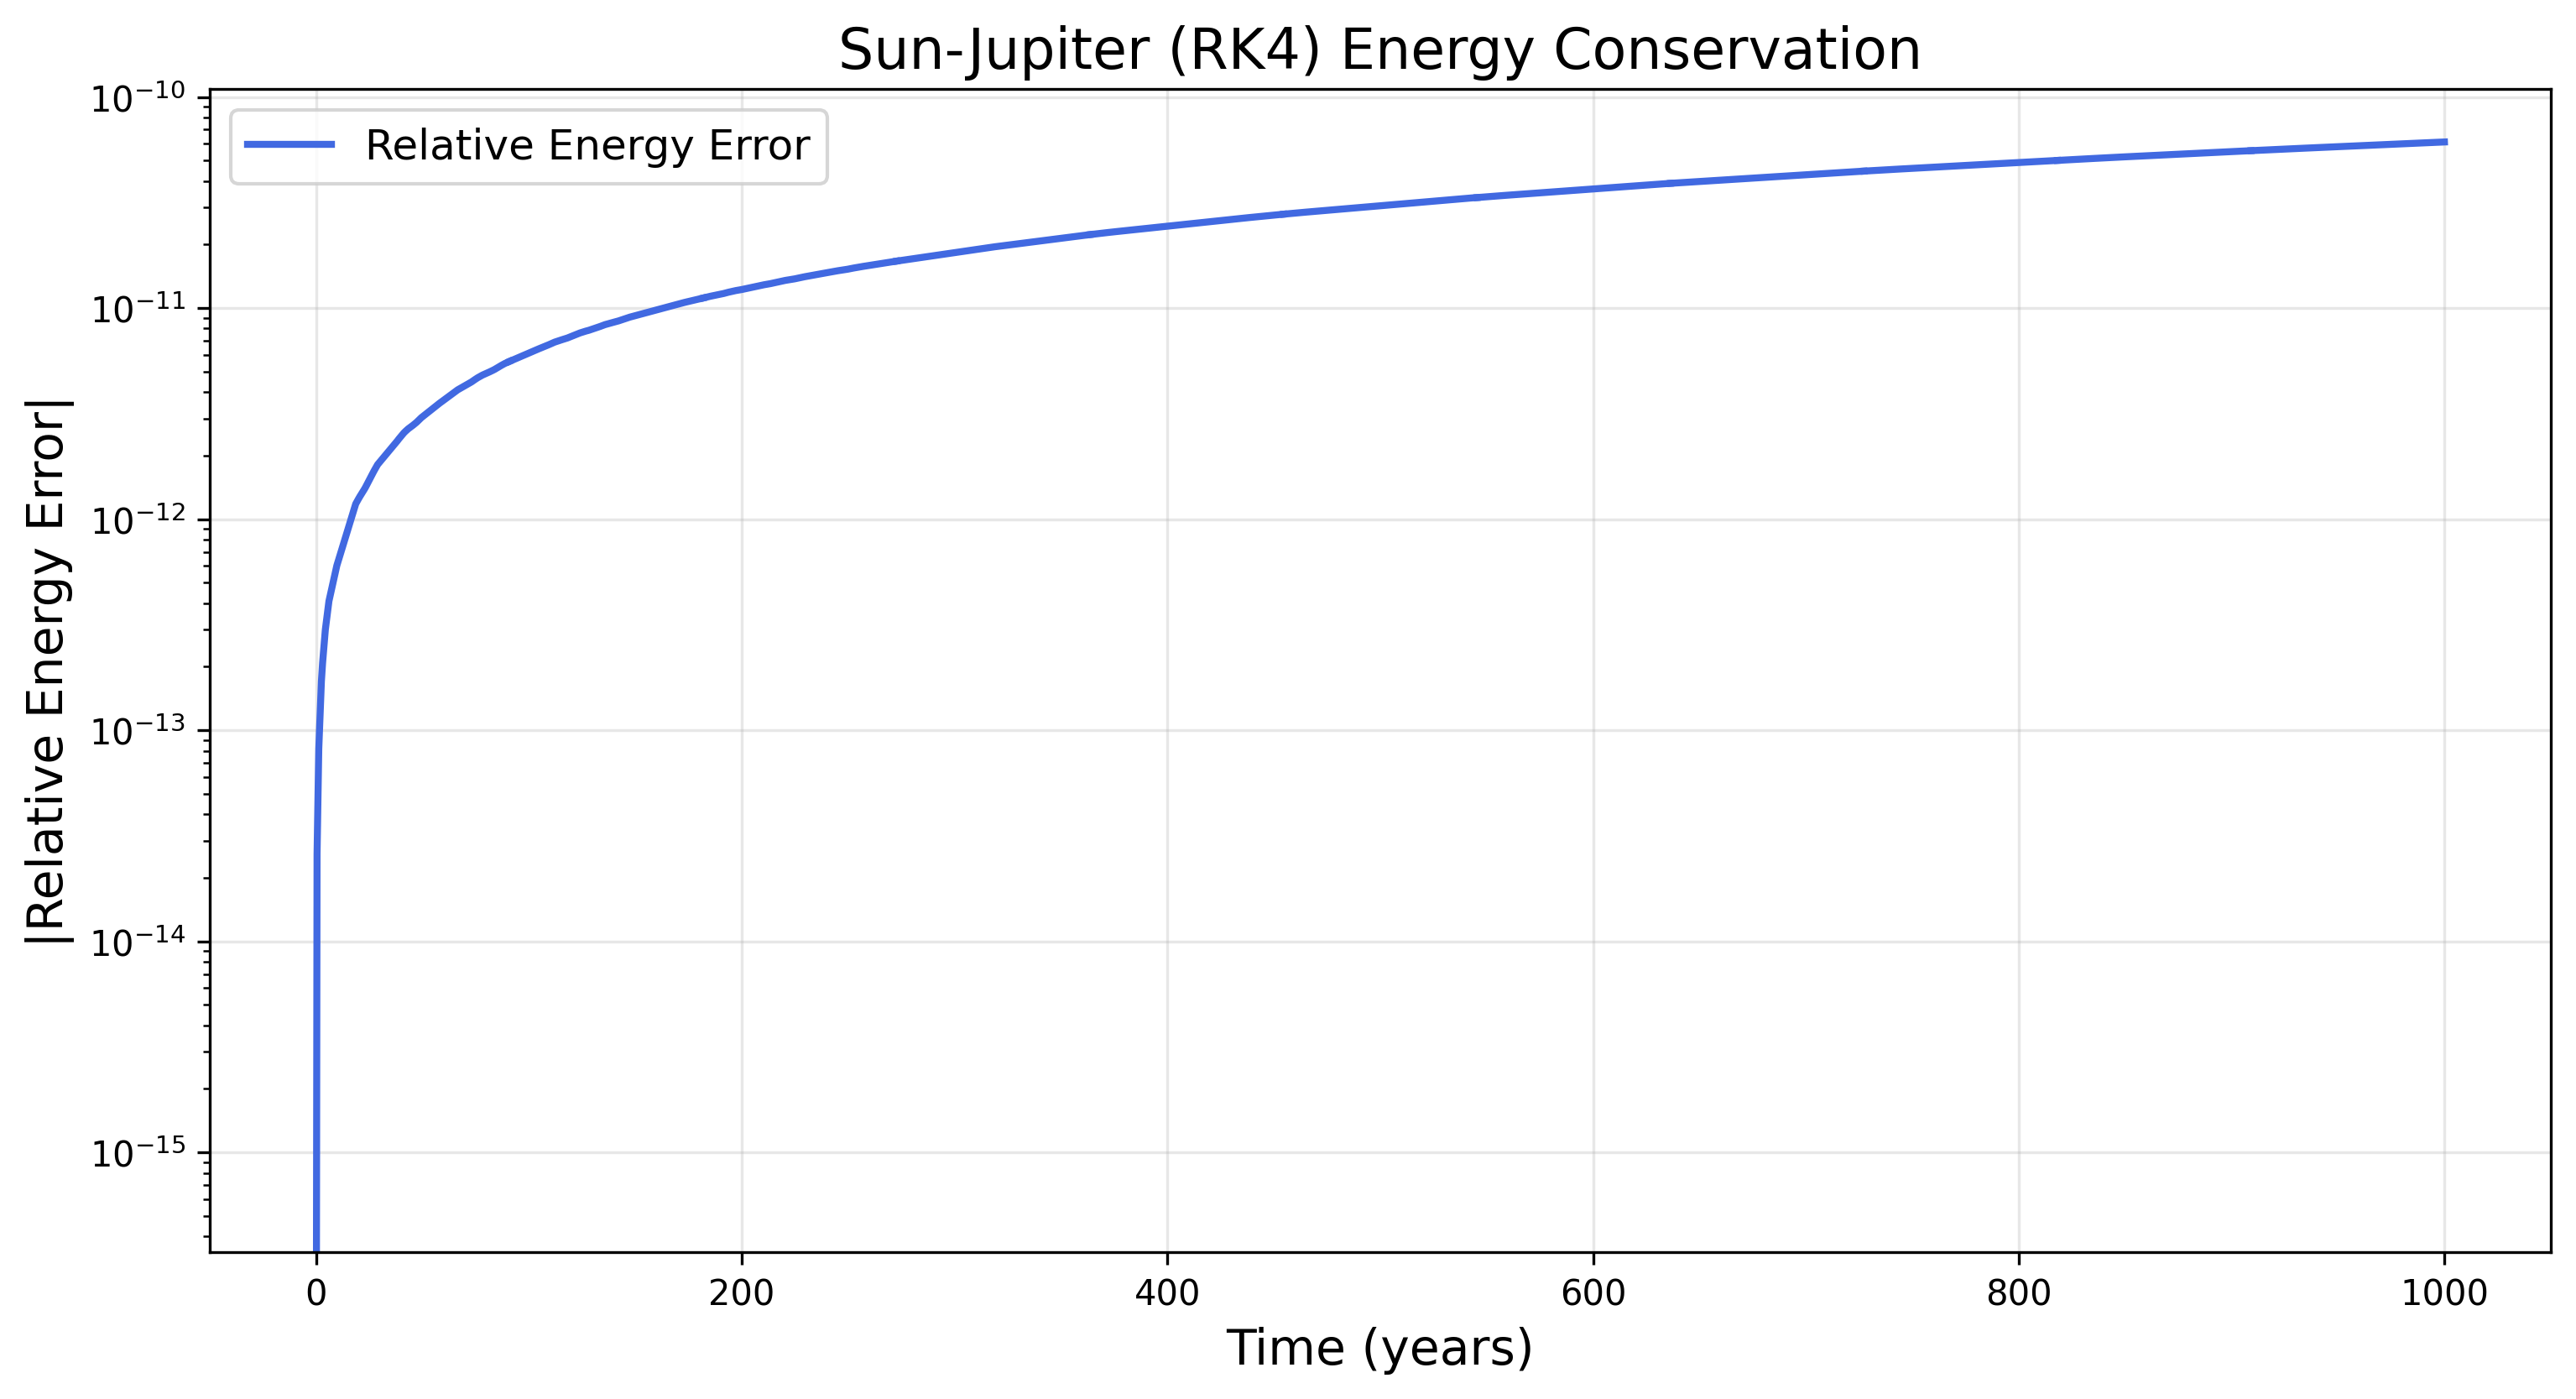 Sun-Jupiter (RK4) Energy Conservation
Relative Energy Error
|Relative Energy Error|
10⁻¹⁰
10⁻¹¹
10⁻¹²
10⁻¹³
10⁻¹⁴
10⁻¹⁵
0 200 400 600 800 1000
Time (years)